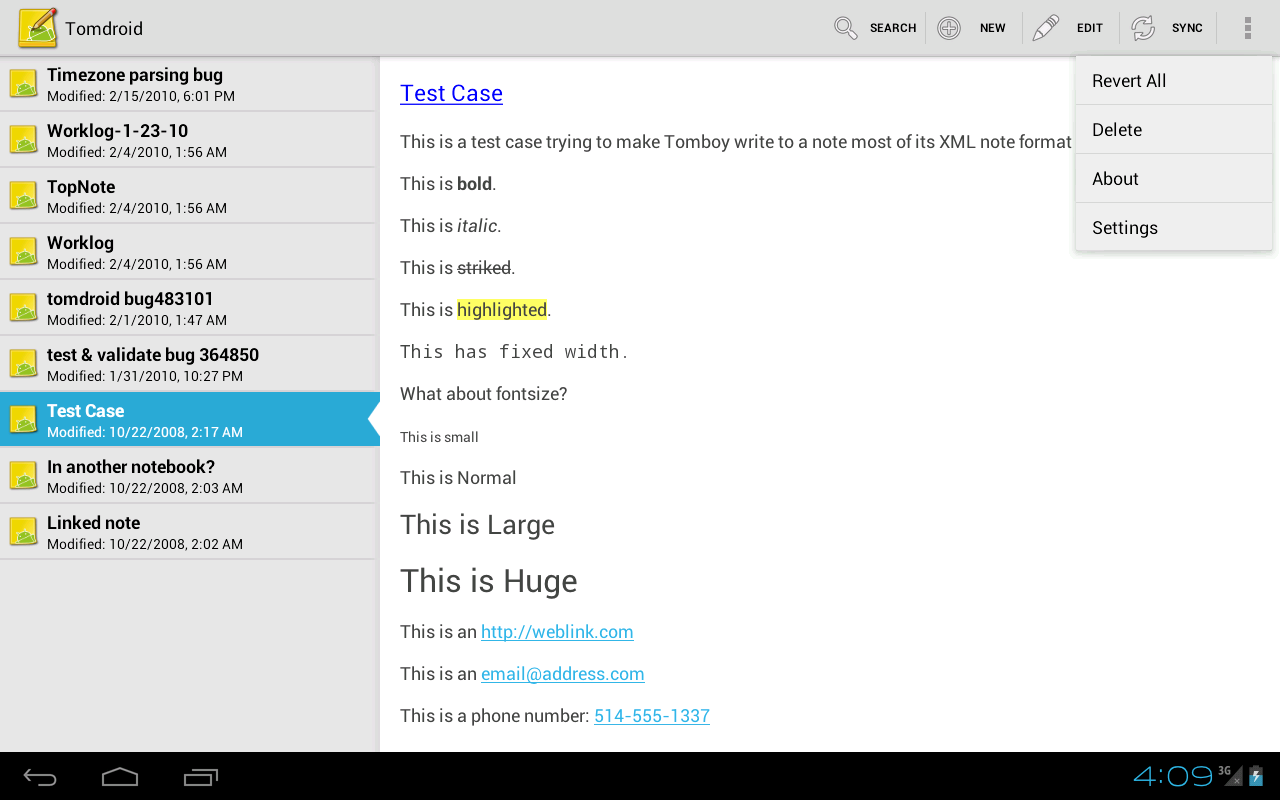 Tomdroid
SEARCH
NEW
EDIT
SYNC
Revert All
Delete
About
Settings
Timezone parsing bug
Modified: 2/15/2010, 6:01 PM
Worklog-1-23-10
Modified: 2/4/2010, 1:56 AM
TopNote
Modified: 2/4/2010, 1:56 AM
Worklog
Modified: 2/4/2010, 1:56 AM
tomdroid bug483101
Modified: 2/1/2010, 1:47 AM
test & validate bug 364850
Modified: 1/31/2010, 10:27 PM
Test Case
Modified: 10/22/2008, 2:17 AM
In another notebook?
Modified: 10/22/2008, 2:03 AM
Linked note
Modified: 10/22/2008, 2:02 AM
Test Case
This is a test case trying to make Tomboy write to a note most of its XML note format
This is bold.
This is italic.
This is striked.
This is highlighted.
This has fixed width.
What about fontsize?
This is small
This is Normal
This is Large
This is Huge
This is an http://weblink.com
This is an email@address.com
This is a phone number: 514-555-1337
4:09
3G